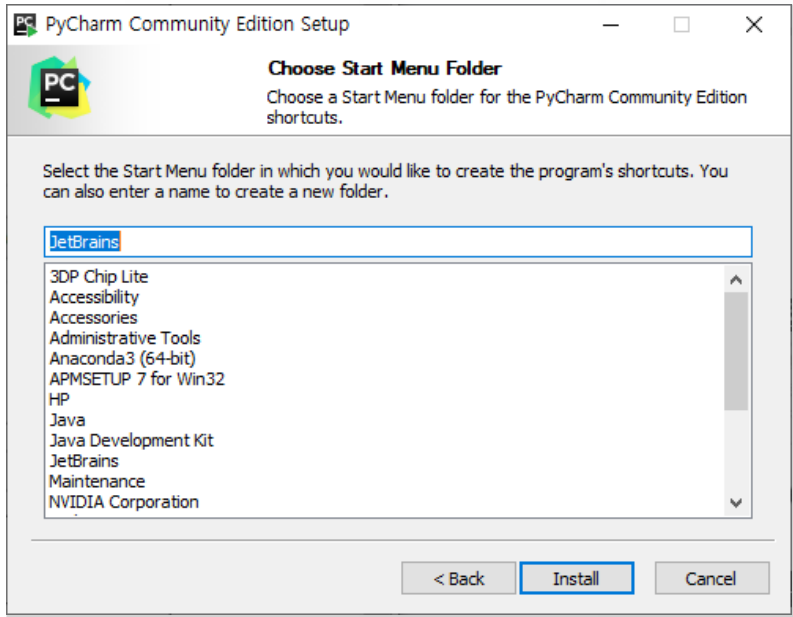 PC PyCharm Community Edition Setup
PC
Choose Start Menu Folder
Choose a Start Menu folder for the PyCharm Community Edition
shortcuts.
Select the Start Menu folder in which you would like to create the program's shortcuts. You
can also enter a name to create a new folder.
JetBrains
3DP Chip Lite
Accessibility
Accessories
Administrative Tools
Anaconda3 (64-bit)
APMSETUP 7 for Win32
HP
Java
Java Development Kit
JetBrains
Maintenance
NVIDIA Corporation
< Back Install Cancel